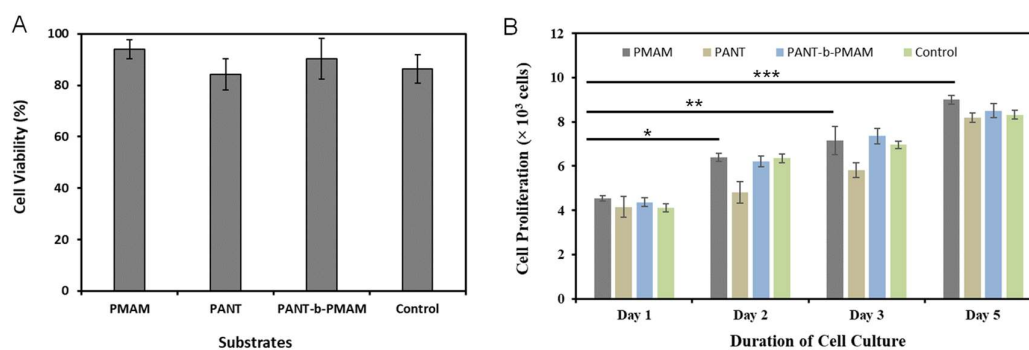 A
Cell Viability (%)
100
80
60
40
20
0
PMAM PANT PANT-b-PMAM Control
Substrates
B
Cell Proliferation (× 10³ cells)
12
10
8
6
4
2
0
PMAM PANT PANT-b-PMAM Control
***
**
*
Day 1 Day 2 Day 3 Day 5
Duration of Cell Culture